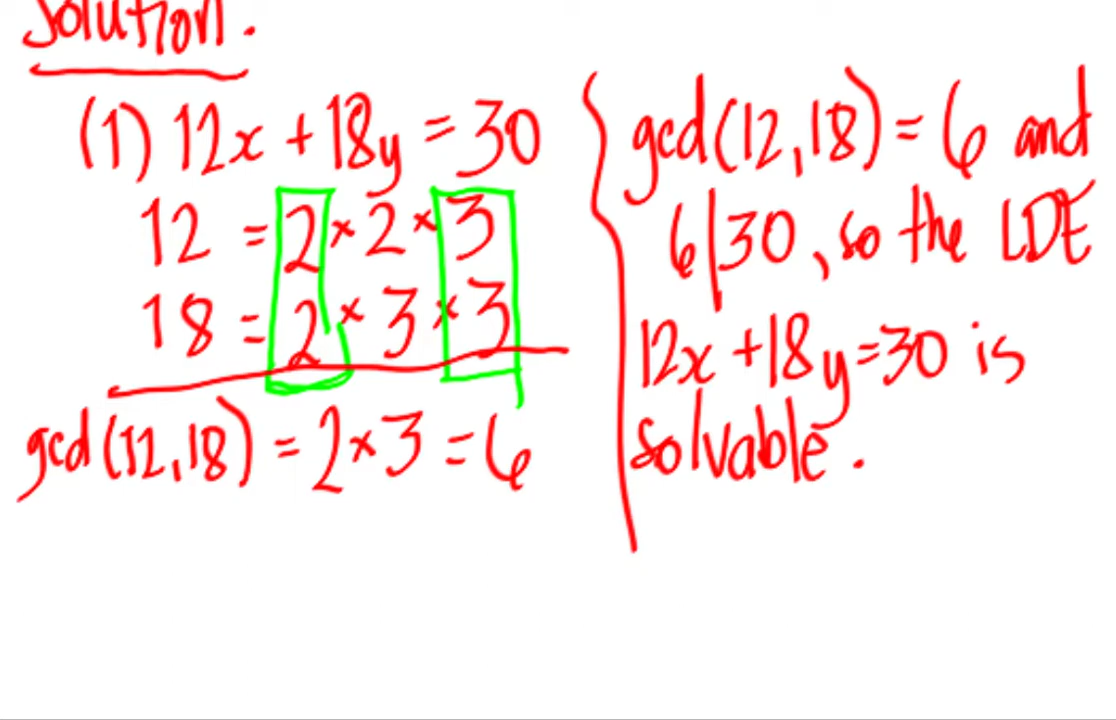 Solution.
(1) 12x + 18y = 30
12 = 2 × 2 × 3
18 = 2 × 3 × 3
gcd(12,18) = 2 × 3 = 6
gcd(12,18) = 6 and
6|30, so the LDE
12x + 18y = 30 is
solvable.